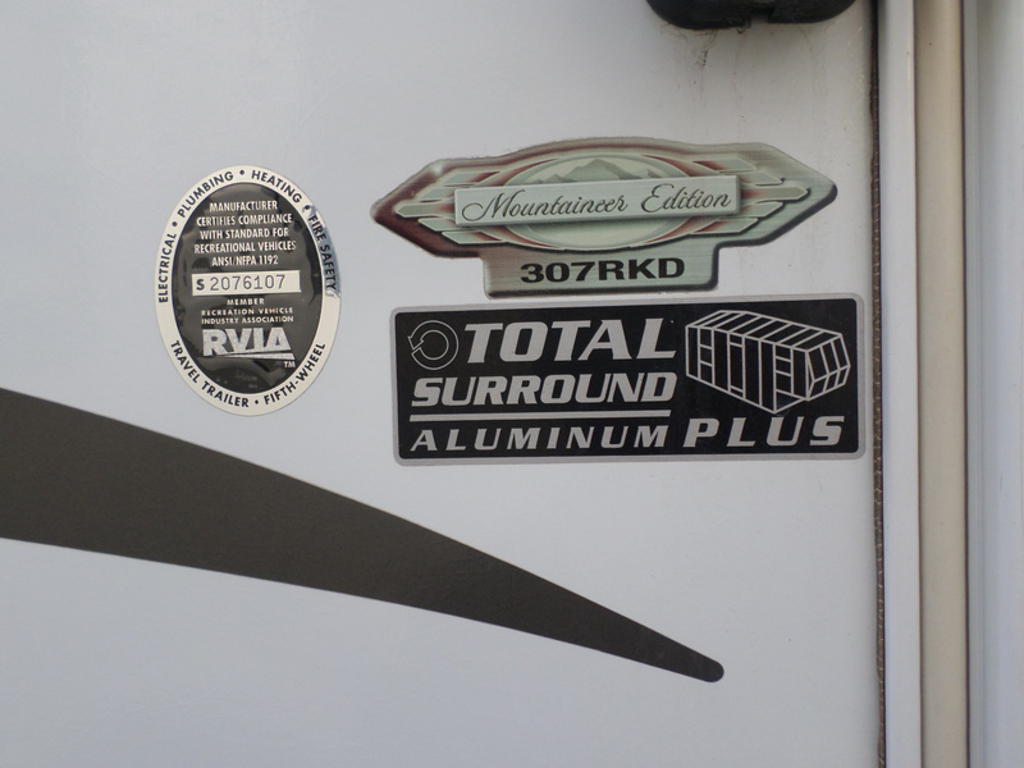 ELECTRICAL • PLUMBING • HEATING • FIRE SAFETY
MANUFACTURER
CERTIFIES COMPLIANCE
WITH STANDARD FOR
RECREATIONAL VEHICLES
ANSI/NFPA 1192
S 2076107
MEMBER
RECREATION VEHICLE
INDUSTRY ASSOCIATION
RVIA
TM
TRAVEL TRAILER • FIFTH-WHEEL
Mountaineer Edition
307RKD
TOTAL
SURROUND
ALUMINUM PLUS